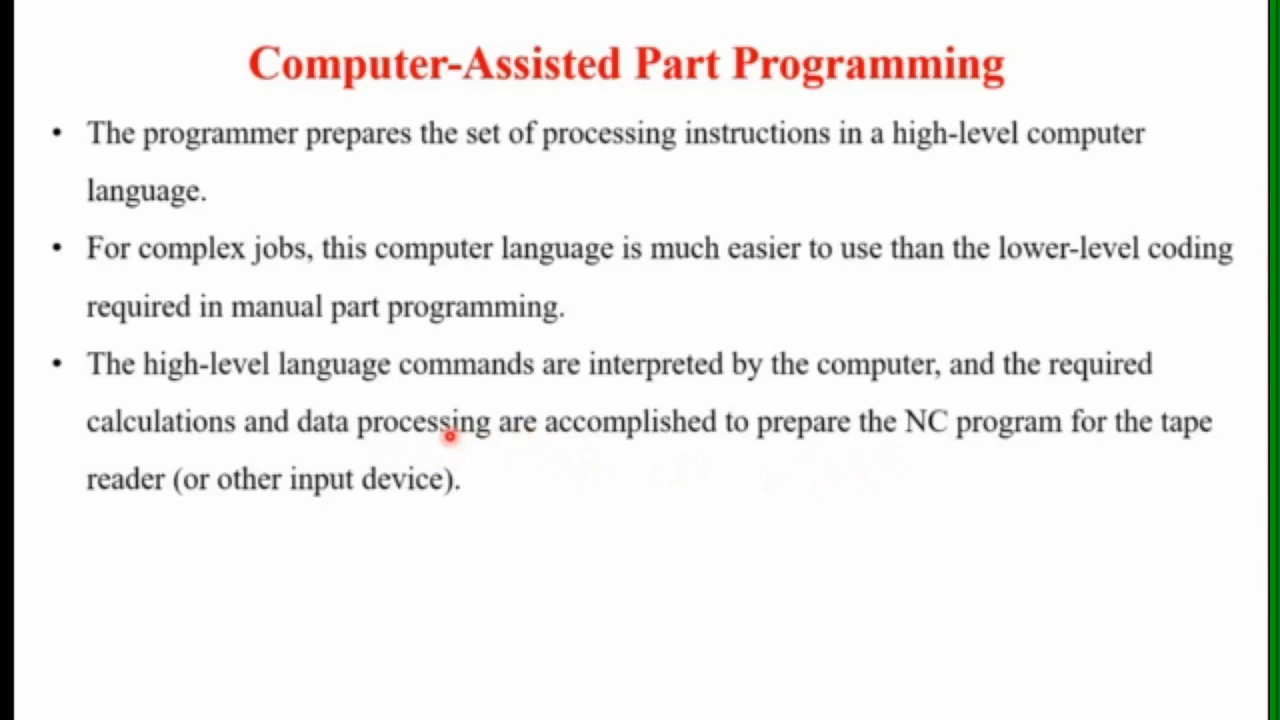 Computer-Assisted Part Programming
• The programmer prepares the set of processing instructions in a high-level computer
language.
• For complex jobs, this computer language is much easier to use than the lower-level coding
required in manual part programming.
• The high-level language commands are interpreted by the computer, and the required
calculations and data processing are accomplished to prepare the NC program for the tape
reader (or other input device).